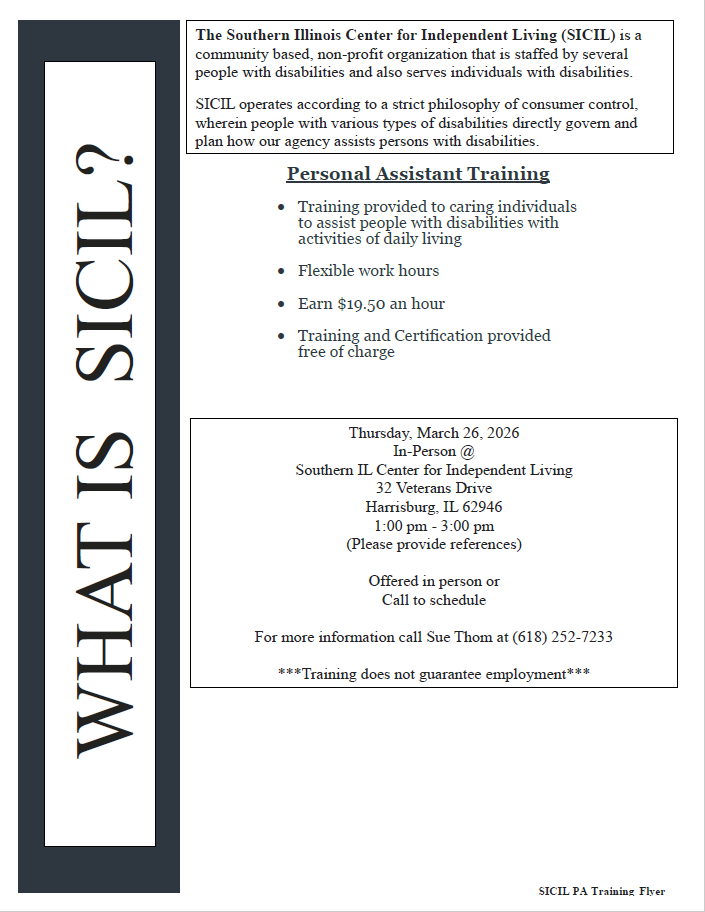 WHAT IS SICIL?
The Southern Illinois Center for Independent Living (SICIL) is a
community based, non-profit organization that is staffed by several
people with disabilities and also serves individuals with disabilities.
SICIL operates according to a strict philosophy of consumer control,
wherein people with various types of disabilities directly govern and
plan how our agency assists persons with disabilities.
Personal Assistant Training
• Training provided to caring individuals
to assist people with disabilities with
activities of daily living
• Flexible work hours
• Earn $19.50 an hour
• Training and Certification provided
free of charge
Thursday, March 26, 2026
In-Person @
Southern IL Center for Independent Living
32 Veterans Drive
Harrisburg, IL 62946
1:00 pm - 3:00 pm
(Please provide references)
Offered in person or
Call to schedule
For more information call Sue Thom at (618) 252-7233
***Training does not guarantee employment***
SICIL PA Training Flyer